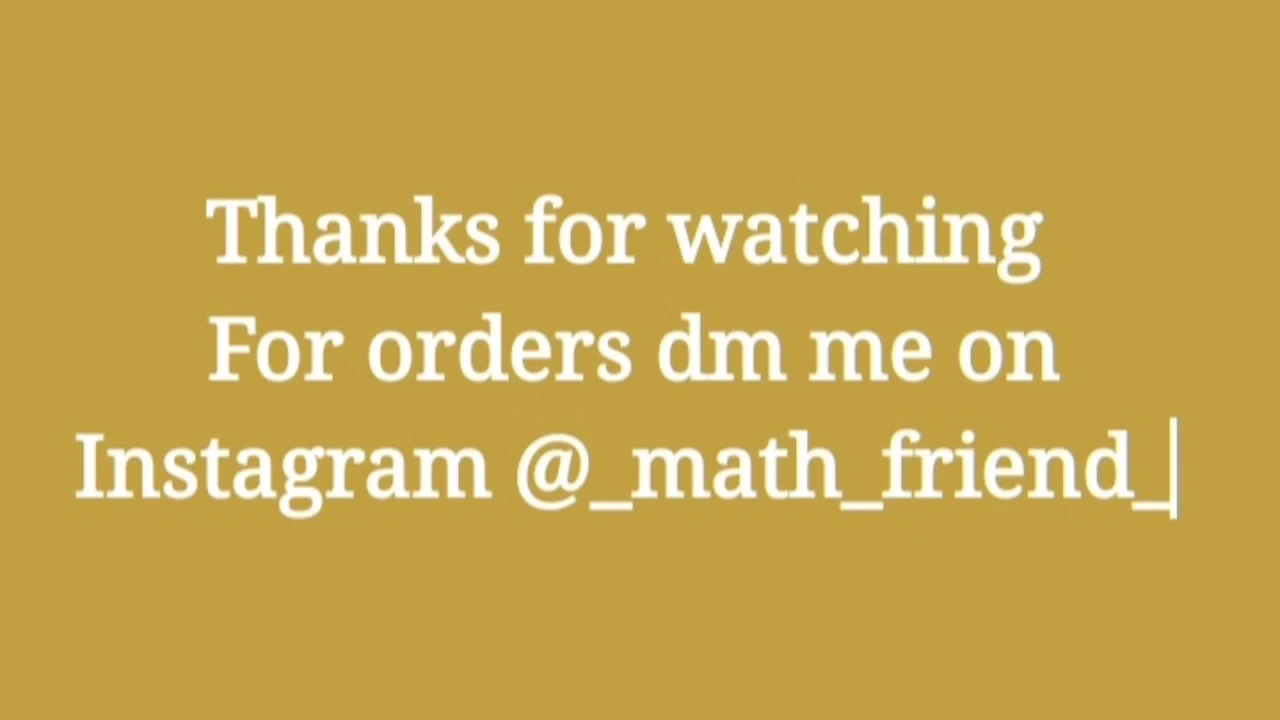 Thanks for watching
For orders dm me on
Instagram @_math_friend_